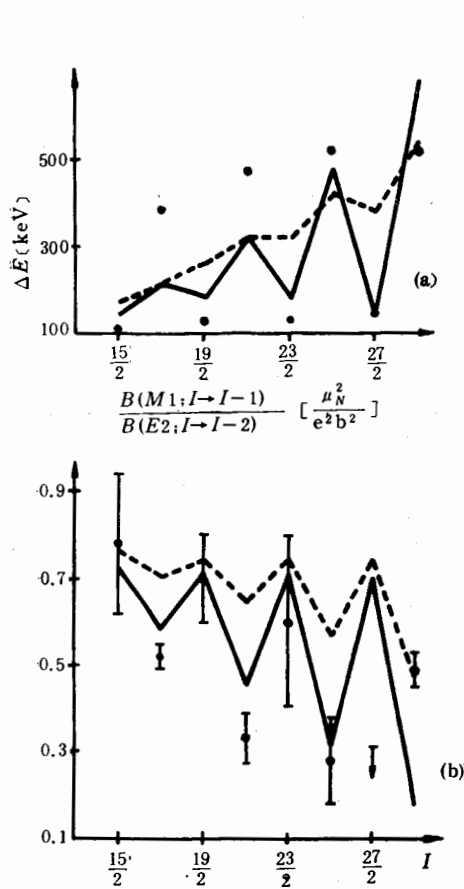 500
300
100
ΔE(keV)
(a)
15/2 19/2 23/2 27/2
B(M1;I→I-1) / B(E2;I→I-2) [μ_N^2 / e^2b^2]
0.9
0.7
0.5
0.3
0.1
(b)
15/2 19/2 23/2 27/2 I